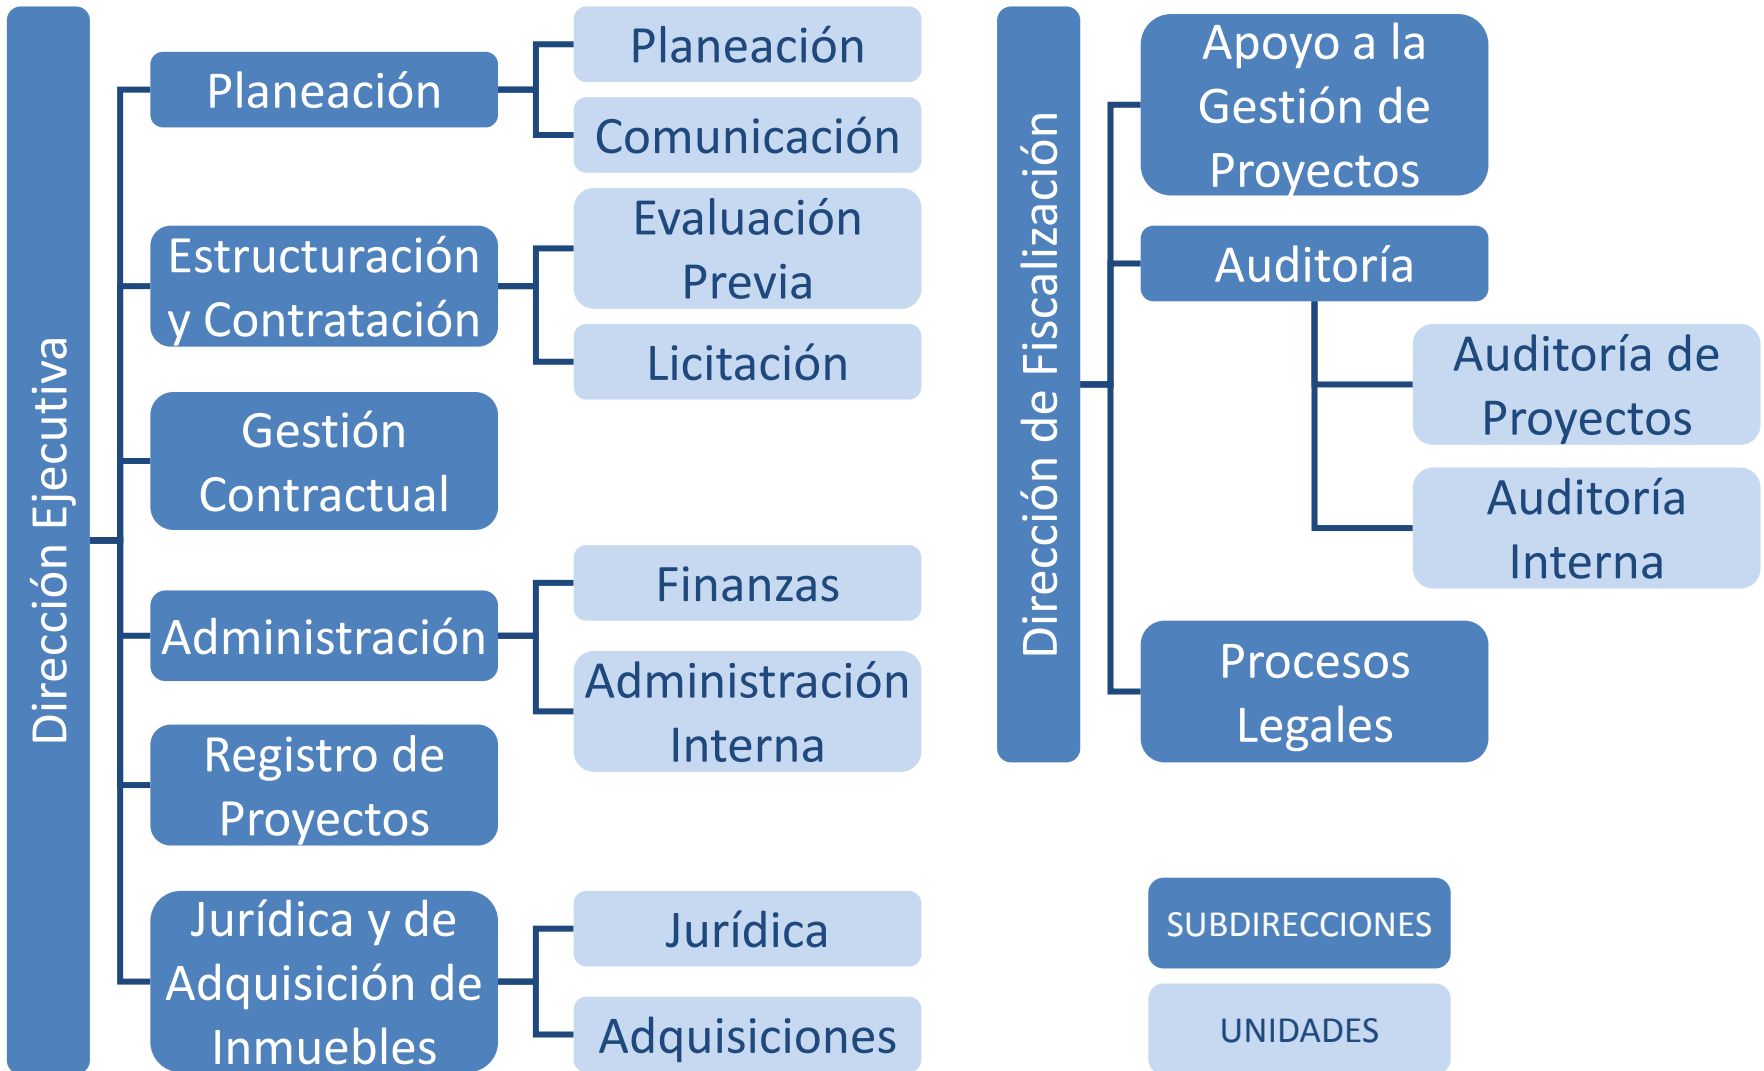 Dirección Ejecutiva
Planeación
Planeación
Comunicación
Estructuración
y Contratación
Evaluación
Previa
Licitación
Gestión
Contractual
Administración
Finanzas
Administración
Interna
Registro de
Proyectos
Jurídica y de
Adquisición de
Inmuebles
Jurídica
Adquisiciones
Dirección de Fiscalización
Apoyo a la
Gestión de
Proyectos
Auditoría
Auditoría de
Proyectos
Auditoría
Interna
Procesos
Legales
SUBDIRECCIONES
UNIDADES